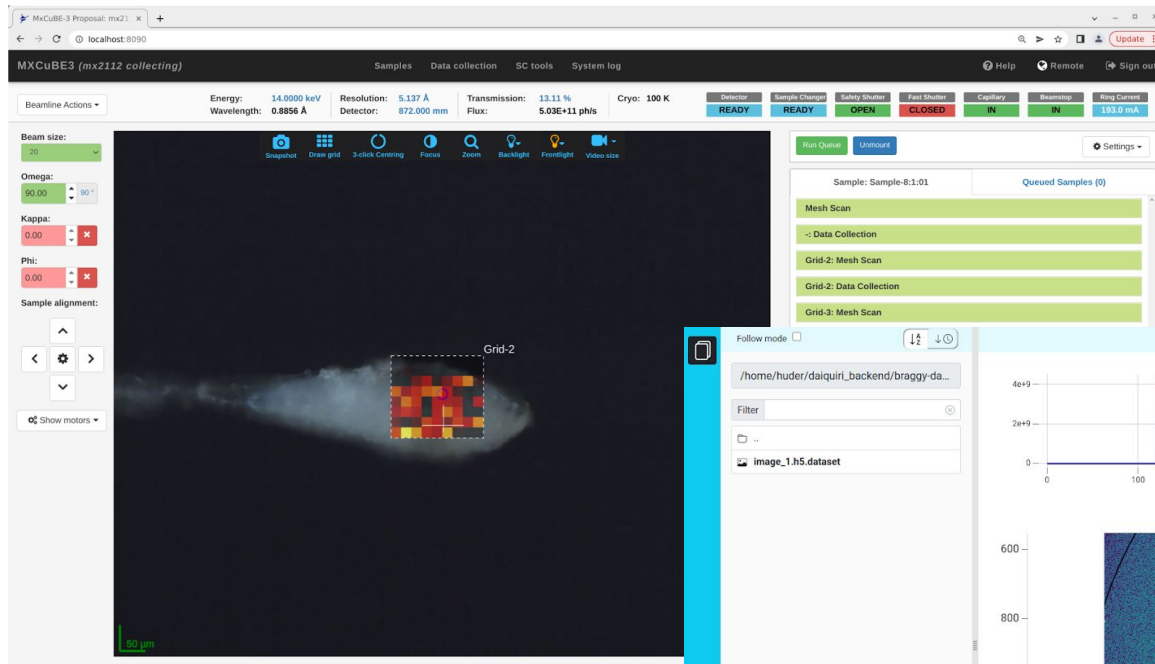 MxCuBE-3 Proposal: mx21
localhost:8090
Update
MXCuBE3 (mx2112 collecting)
Samples Data collection SC tools System log
Help Remote Sign out
Beamline Actions
Energy: 14.0000 keV Resolution: 5.137 Å Transmission: 13.11 % Cryo: 100 K
Wavelength: 0.8856 Å Detector: 872.000 mm Flux: 5.03E+11 ph/s
Detector Sample Changer Safety Shutter Fast Shutter Capillary Beamstop Ring Current
READY READY OPEN CLOSED IN IN 193.0 mA
Beam size:
20
Omega:
90.00 90 °
Kappa:
0.00
Phi:
0.00
Sample alignment:
Show motors
Snapshot Draw grid 3-click Centring Focus Zoom Backlight Frontlight Video size
Grid-2
50 µm
Run Queue Unmount Settings
Sample: Sample-8:1:01 Queued Samples (0)
Mesh Scan
-: Data Collection
Grid-2: Mesh Scan
Grid-2: Data Collection
Grid-3: Mesh Scan
Follow mode
/home/huder/daiquiri_backend/braggy-da...
Filter
..
image_1.h5.dataset
4e+9
2e+9
0
0 100
600
800